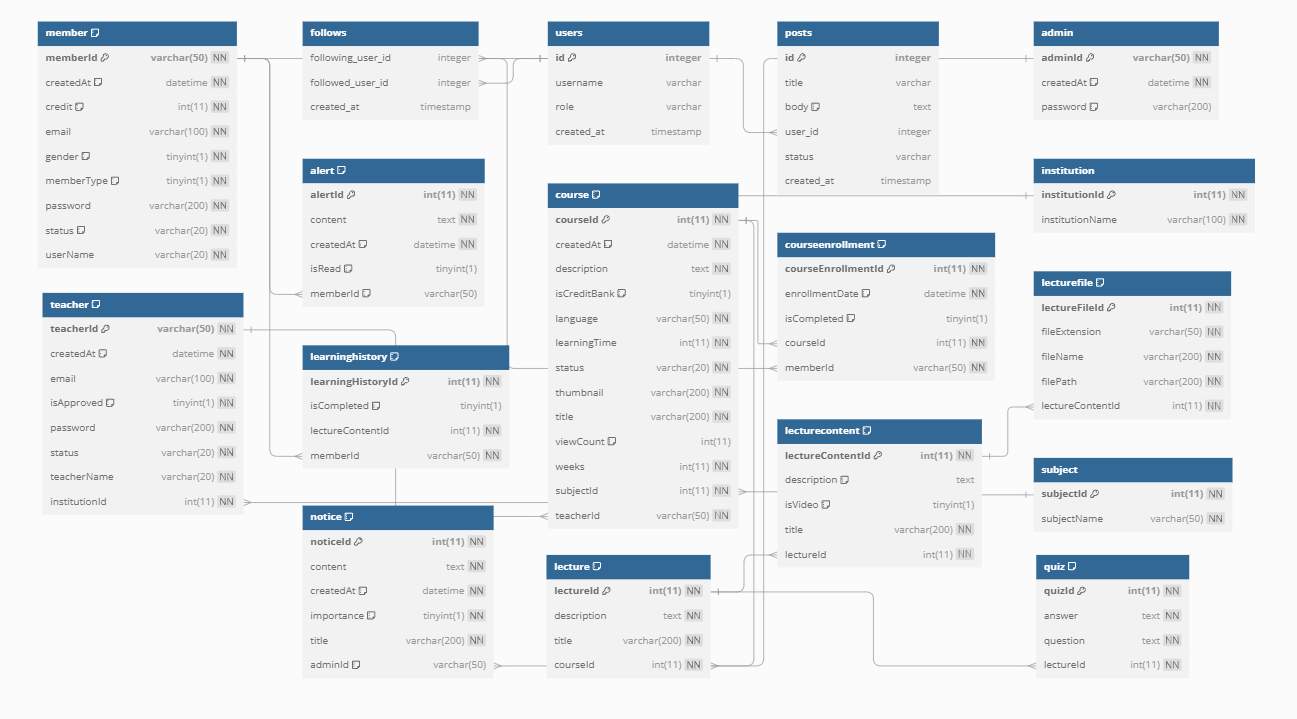 member
memberId varchar(50) NN
createdAt datetime NN
credit int(11) NN
email varchar(100) NN
gender tinyint(1) NN
memberType tinyint(1) NN
password varchar(200) NN
status varchar(20) NN
userName varchar(20) NN
teacher
teacherId varchar(50) NN
createdAt datetime NN
email varchar(100) NN
isApproved tinyint(1) NN
password varchar(200) NN
status varchar(20) NN
teacherName varchar(20) NN
institutionId int(11) NN
follows
following_user_id integer
followed_user_id integer
created_at timestamp
alert
alertId int(11) NN
content text NN
createdAt datetime NN
isRead tinyint(1)
memberId varchar(50)
learninghistory
learningHistoryId int(11) NN
isCompleted tinyint(1)
lectureContentId int(11) NN
memberId varchar(50) NN
notice
noticeId int(11) NN
content text NN
createdAt datetime NN
importance tinyint(1) NN
title varchar(200) NN
adminId varchar(50)
users
id integer
username varchar
role varchar
created_at timestamp
course
courseId int(11) NN
createdAt datetime NN
description text NN
isCreditBank tinyint(1)
language varchar(50) NN
learningTime int(11) NN
status varchar(20) NN
thumbnail varchar(200) NN
title varchar(200) NN
viewCount int(11)
weeks int(11) NN
subjectId int(11) NN
teacherId varchar(50) NN
lecture
lectureId int(11) NN
description text NN
title varchar(200) NN
courseId int(11) NN
posts
id integer
title varchar
body text
user_id integer
status varchar
created_at timestamp
courseenrollment
courseEnrollmentId int(11) NN
enrollmentDate datetime NN
isCompleted tinyint(1)
courseId int(11) NN
memberId varchar(50) NN
lecturecontent
lectureContentId int(11) NN
description text
isVideo tinyint(1)
title varchar(200) NN
lectureId int(11) NN
admin
adminId varchar(50) NN
createdAt datetime NN
password varchar(200)
institution
institutionId int(11) NN
institutionName varchar(100) NN
lecturefile
lectureFileId int(11) NN
fileExtension varchar(50) NN
fileName varchar(200) NN
filePath varchar(200) NN
lectureContentId int(11) NN
subject
subjectId int(11) NN
subjectName varchar(50) NN
quiz
quizId int(11) NN
answer text NN
question text NN
lectureId int(11) NN